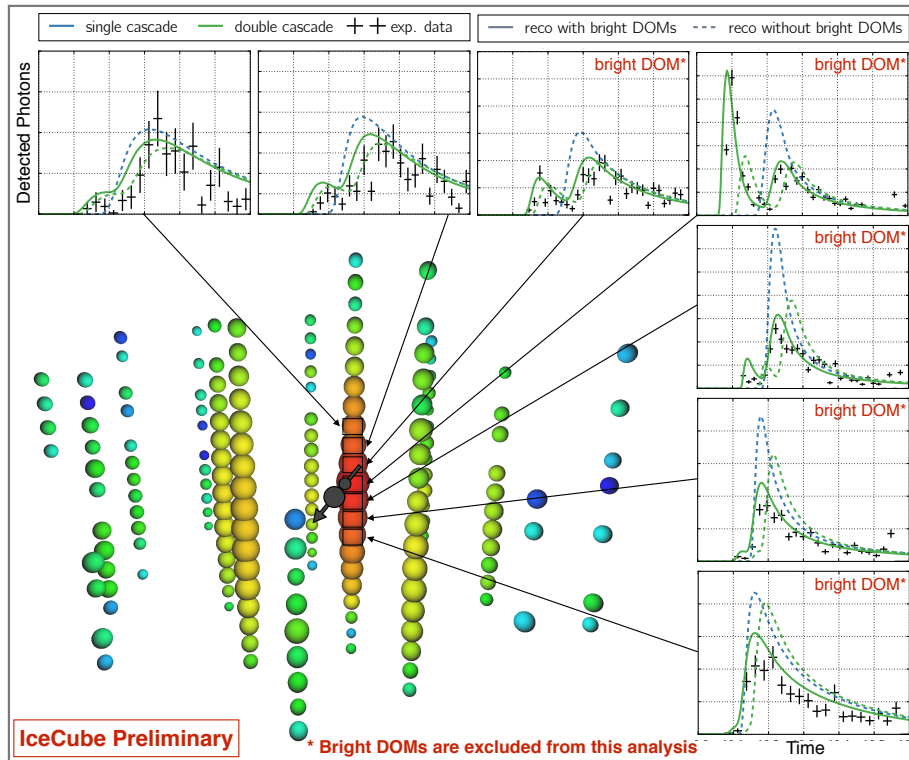 single cascade double cascade exp. data
reco with bright DOMs reco without bright DOMs
Detected Photons
bright DOM*
bright DOM*
bright DOM*
bright DOM*
bright DOM*
IceCube Preliminary
* Bright DOMs are excluded from this analysis
Time